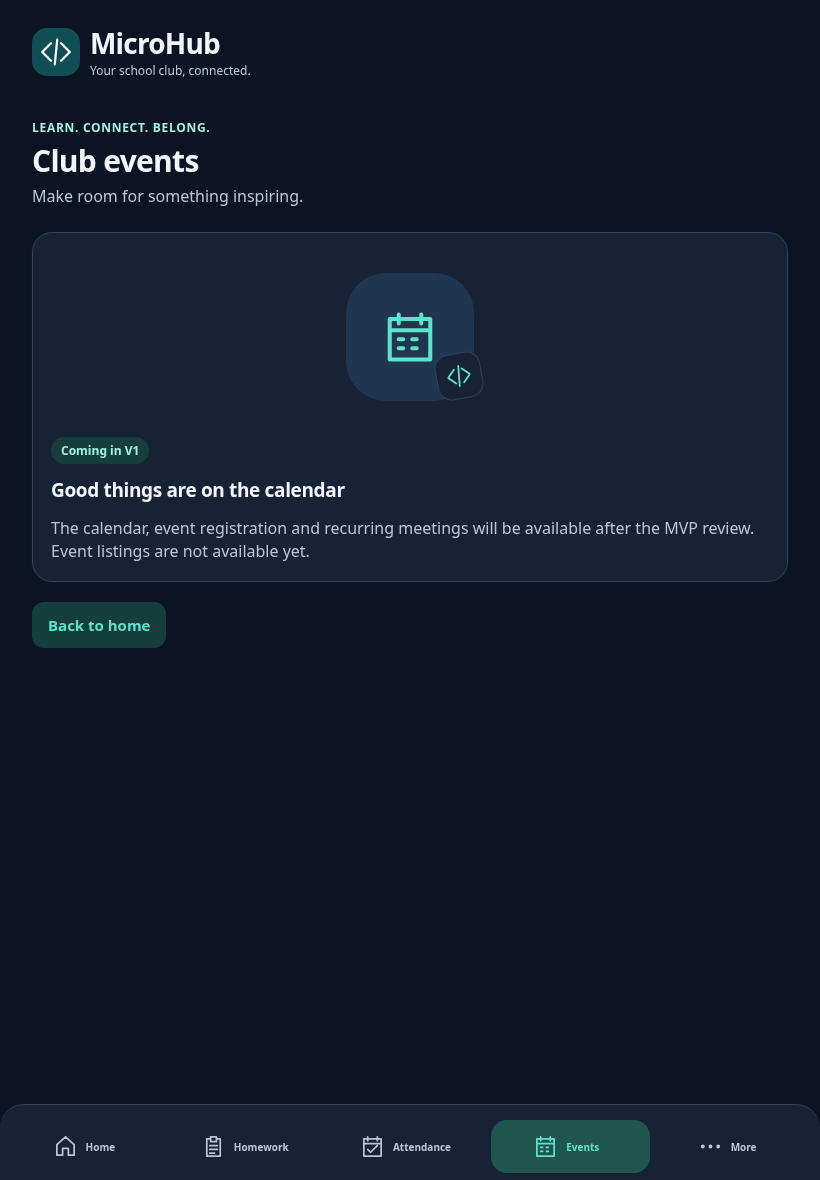 MicroHub
Your school club, connected.
LEARN. CONNECT. BELONG.
Club events
Make room for something inspiring.
Coming in V1
Good things are on the calendar
The calendar, event registration and recurring meetings will be available after the MVP review.
Event listings are not available yet.
Back to home
Home
Homework
Attendance
Events
More